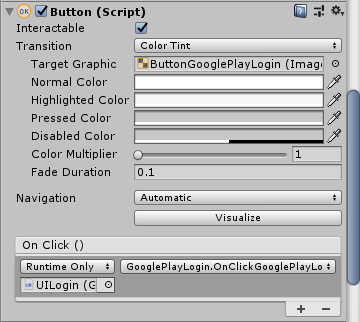 OK Button (Script)
Interactable
Transition Color Tint
Target Graphic ButtonGooglePlayLogin (Imag
Normal Color
Highlighted Color
Pressed Color
Disabled Color
Color Multiplier 1
Fade Duration 0.1
Navigation Automatic
Visualize
On Click ()
Runtime Only GooglePlayLogin.OnClickGooglePlayLo
UILogin (G
+ −